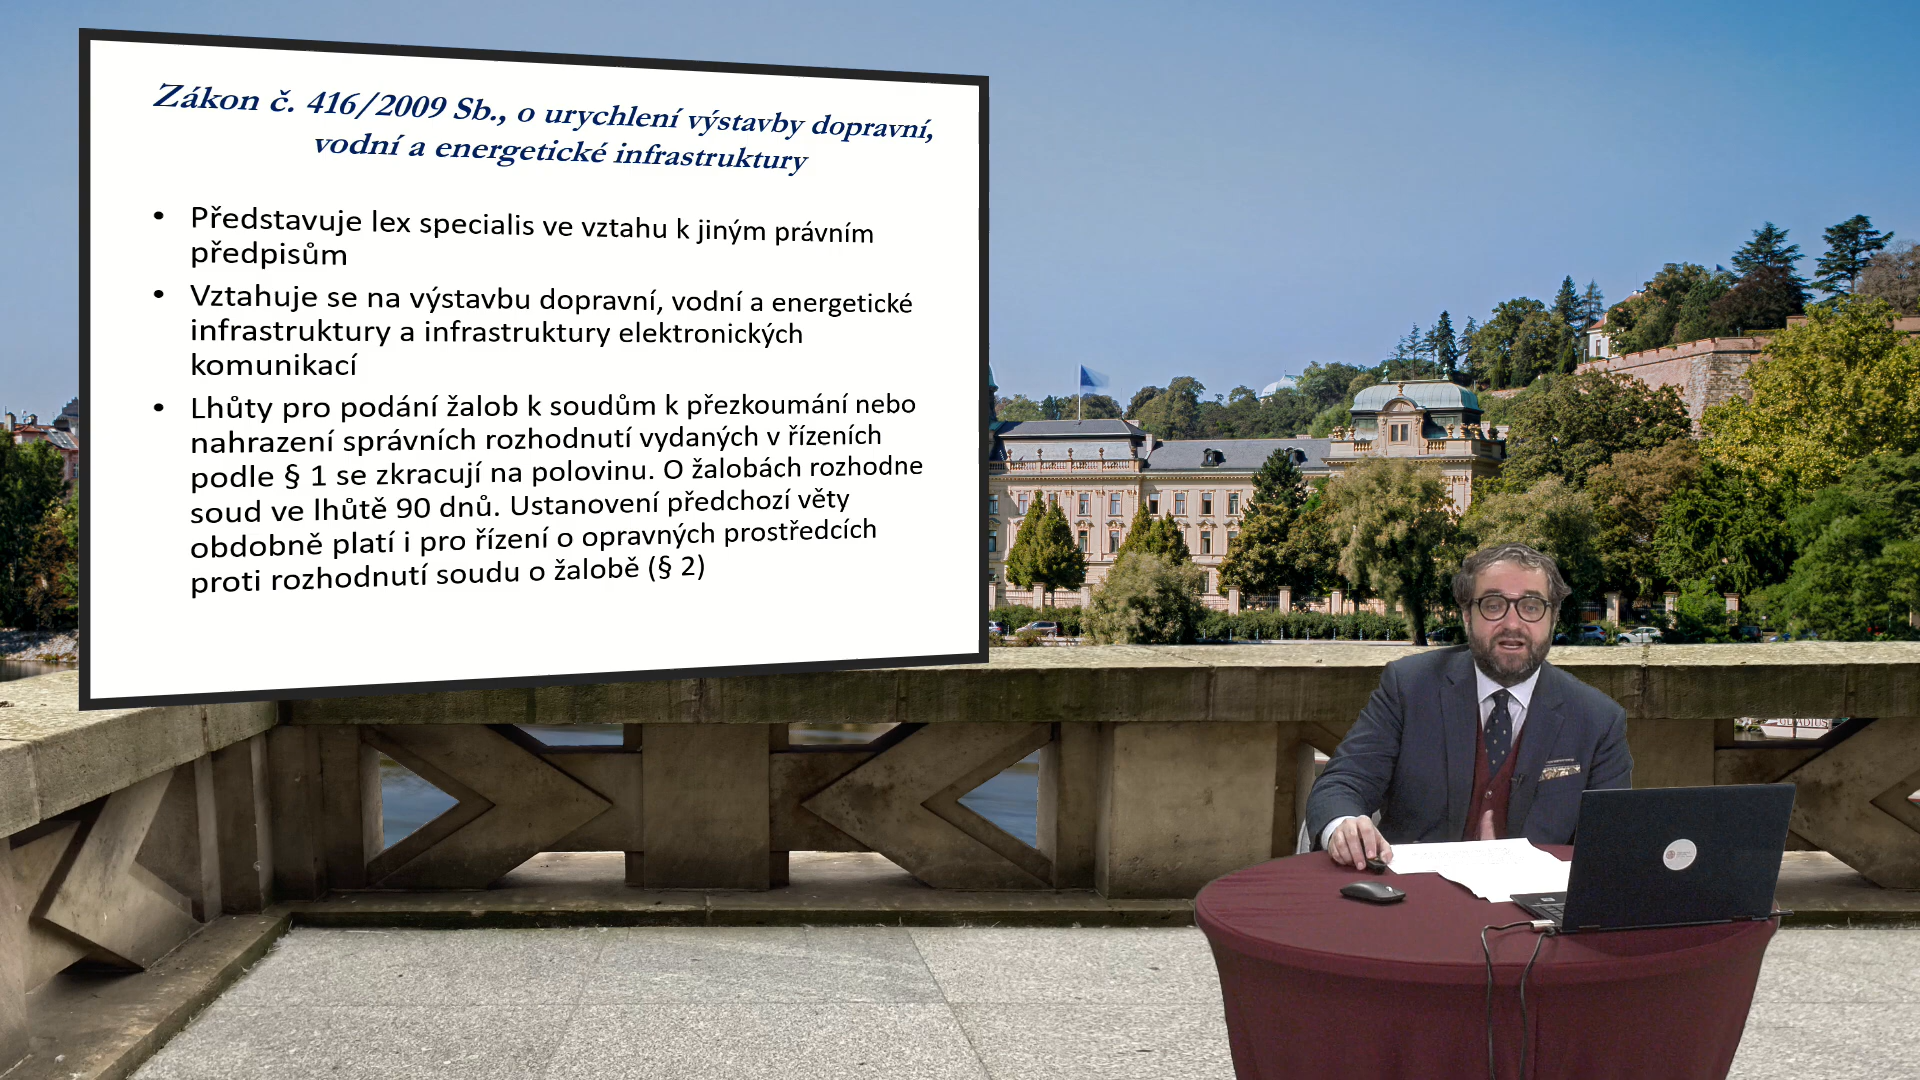 Zákon č. 416/2009 Sb., o urychlení výstavby dopravní,
vodní a energetické infrastruktury
• Představuje lex specialis ve vztahu k jiným právním
předpisům
• Vztahuje se na výstavbu dopravní, vodní a energetické
infrastruktury a infrastruktury elektronických
komunikací
• Lhůty pro podání žalob k soudům k přezkoumání nebo
nahrazení správních rozhodnutí vydaných v řízeních
podle § 1 se zkracují na polovinu. O žalobách rozhodne
soud ve lhůtě 90 dnů. Ustanovení předchozí věty
obdobně platí i pro řízení o opravných prostředcích
proti rozhodnutí soudu o žalobě (§ 2)